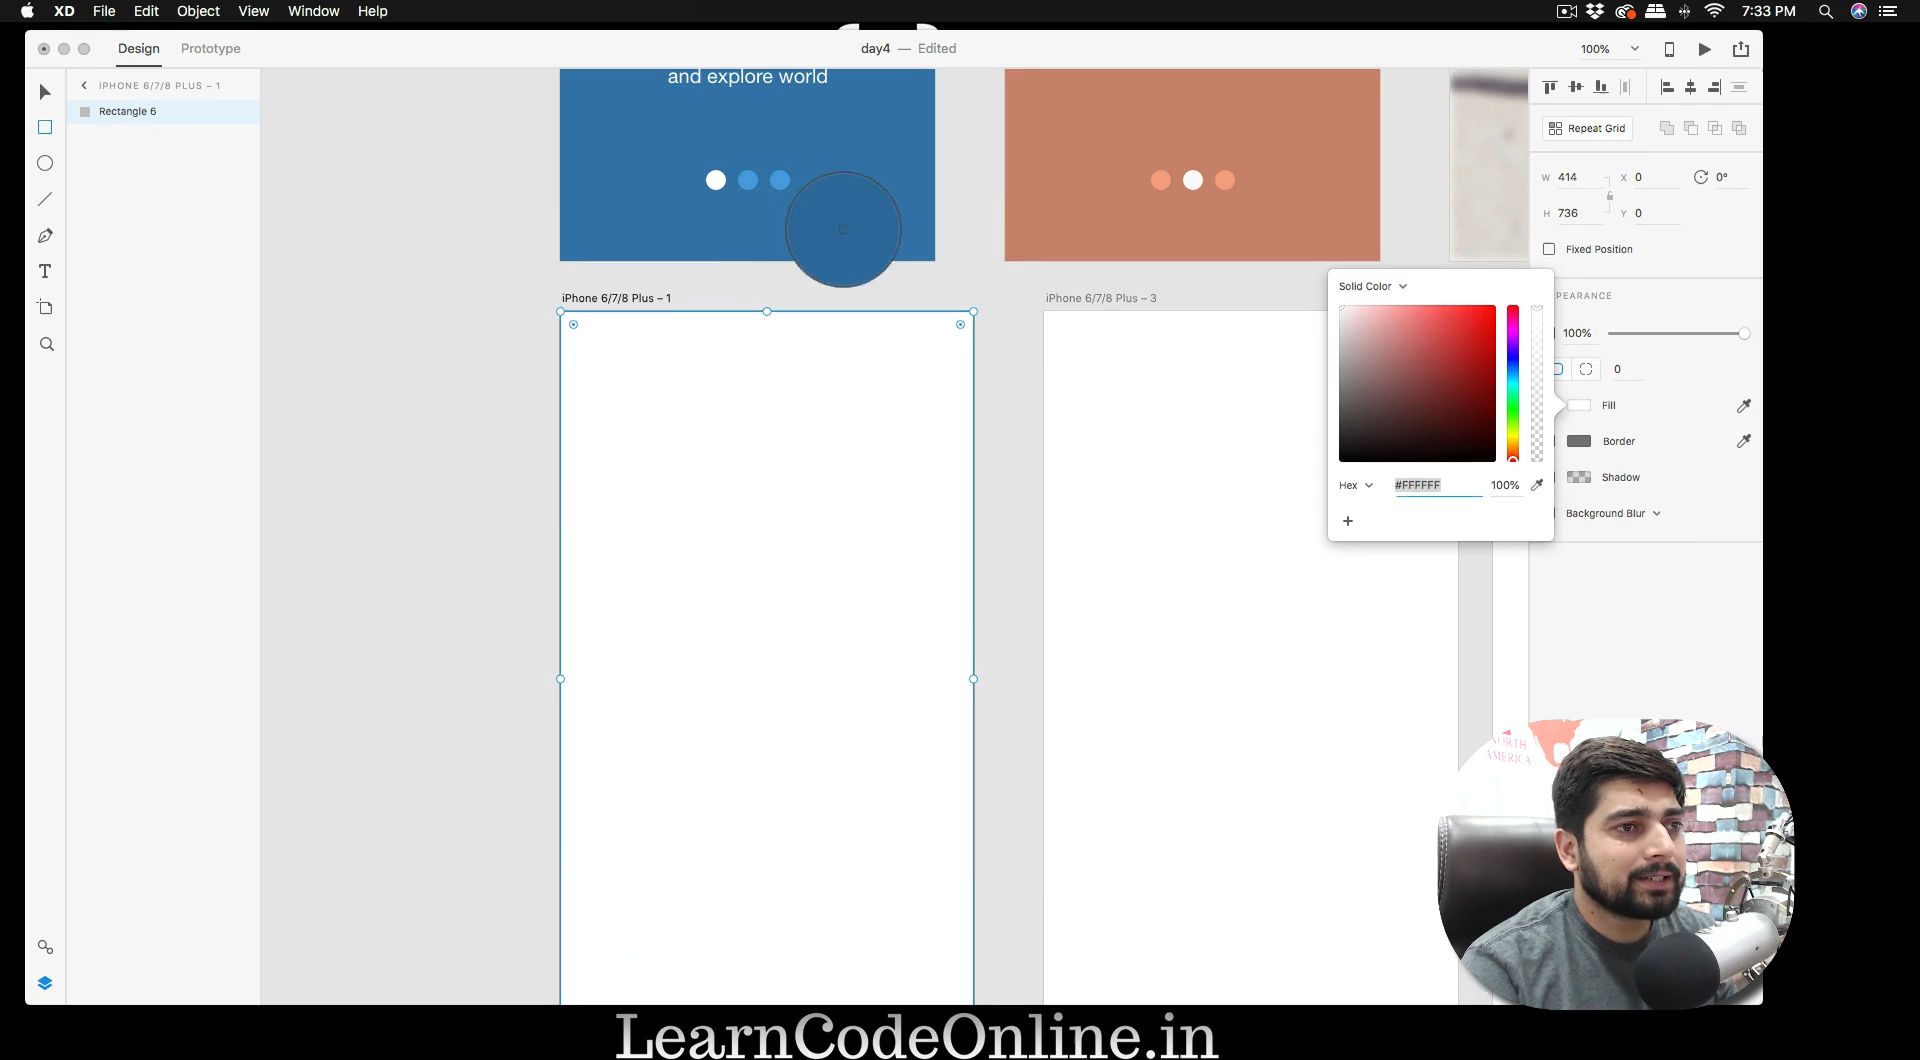 XD File Edit Object View Window Help
7:33 PM
Design Prototype
day4 — Edited
100%
IPHONE 6/7/8 PLUS – 1
Rectangle 6
and explore world
iPhone 6/7/8 Plus – 1
iPhone 6/7/8 Plus – 3
Repeat Grid
W 414 X 0 0°
H 736 Y 0
Fixed Position
PEARANCE
100%
0
Fill
Border
Shadow
Background Blur
Solid Color
Hex #FFFFFF 100%
NORTH
AMERICA
LearnCodeOnline.in